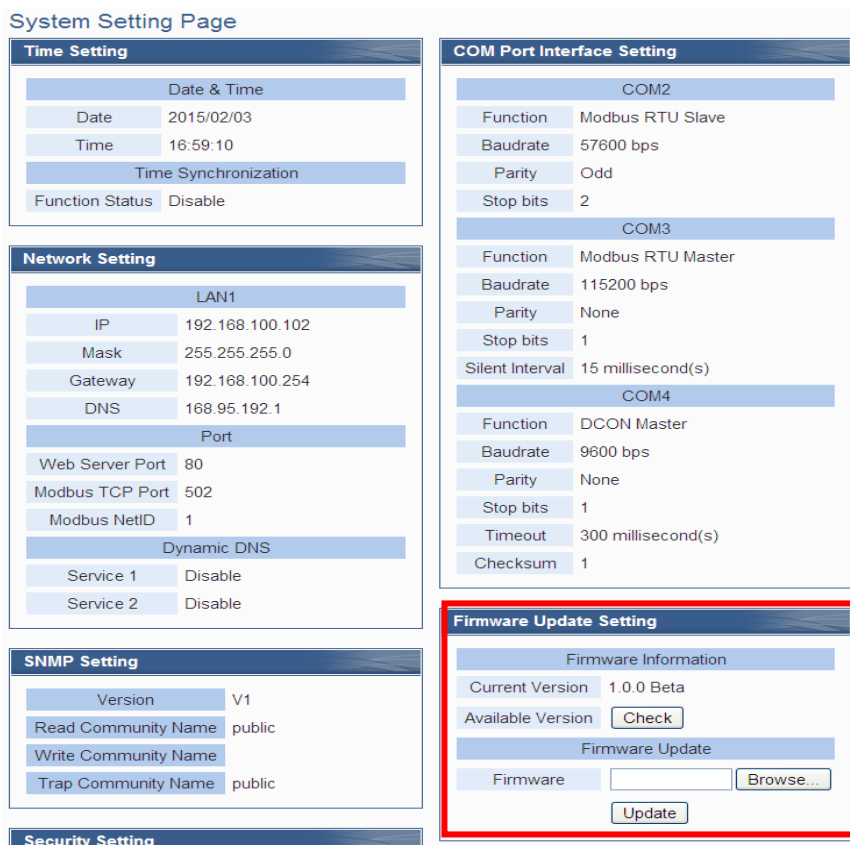 System Setting Page
Time Setting
Date & Time
Date 2015/02/03
Time 16:59:10
Time Synchronization
Function Status Disable
Network Setting
LAN1
IP 192.168.100.102
Mask 255.255.255.0
Gateway 192.168.100.254
DNS 168.95.192.1
Port
Web Server Port 80
Modbus TCP Port 502
Modbus NetID 1
Dynamic DNS
Service 1 Disable
Service 2 Disable
SNMP Setting
Version V1
Read Community Name public
Write Community Name
Trap Community Name public
Security Setting
COM Port Interface Setting
COM2
Function Modbus RTU Slave
Baudrate 57600 bps
Parity Odd
Stop bits 2
COM3
Function Modbus RTU Master
Baudrate 115200 bps
Parity None
Stop bits 1
Silent Interval 15 millisecond(s)
COM4
Function DCON Master
Baudrate 9600 bps
Parity None
Stop bits 1
Timeout 300 millisecond(s)
Checksum 1
Firmware Update Setting
Firmware Information
Current Version 1.0.0 Beta
Available Version Check
Firmware Update
Firmware Browse...
Update